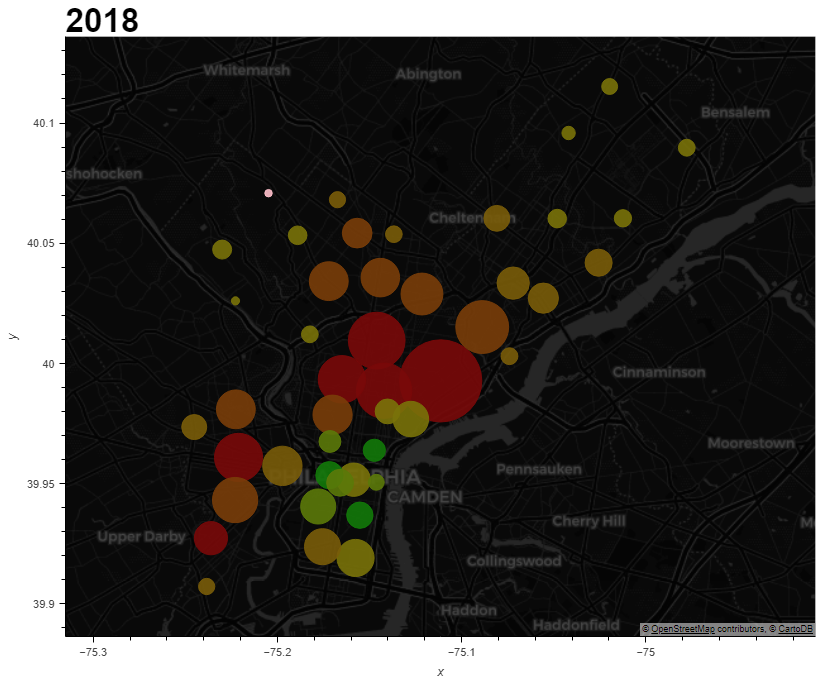 2018
Whitemarsh
Abington
Bensalem
40.1
shohocken
Cheltenham
40.05
y
40
Cinnaminson
Moorestown
39.95
PHILADELPHIA
Pennsauken
CAMDEN
Cherry Hill
Upper Darby
Collingswood
39.9
Haddon
Haddonfield
© OpenStreetMap contributors, © CartoDB
−75.3
−75.2
−75.1
−75
x